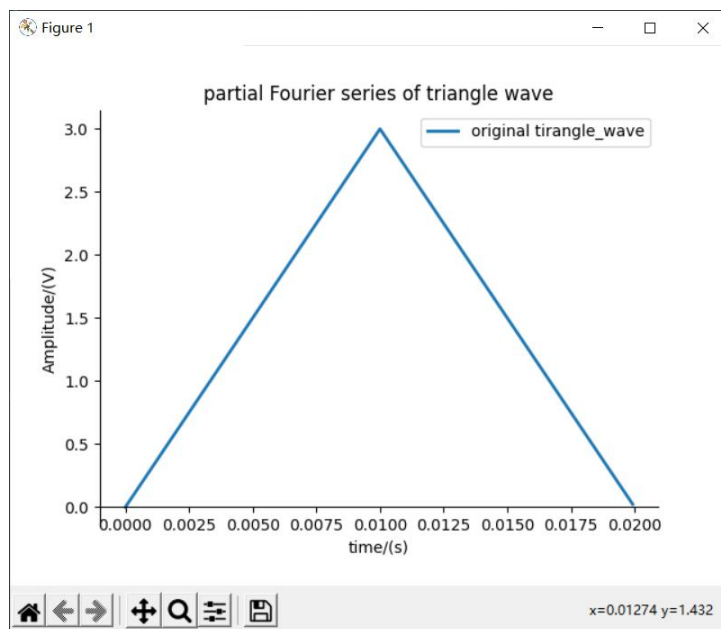 Figure 1
partial Fourier series of triangle wave
original tirangle_wave
3.0
2.5
2.0
1.5
1.0
0.5
0.0
Amplitude/(V)
0.0000 0.0025 0.0050 0.0075 0.0100 0.0125 0.0150 0.0175 0.0200
time/(s)
x=0.01274 y=1.432